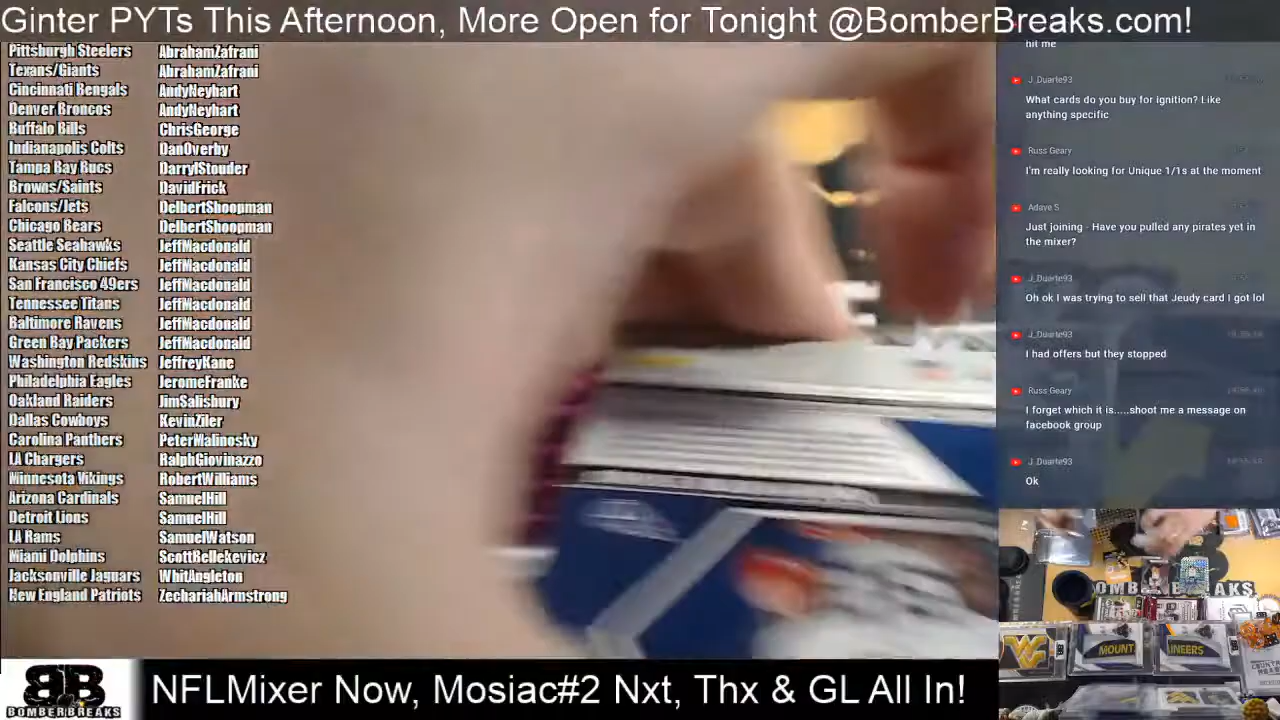 Ginter PYTs This Afternoon, More Open for Tonight @BomberBreaks.com!
Pittsburgh Steelers AbrahamZafrani
Texans/Giants AbrahamZafrani
Cincinnati Bengals AndyNeyhart
Denver Broncos AndyNeyhart
Buffalo Bills ChrisGeorge
Indianapolis Colts DanOverby
Tampa Bay Bucs DarrylStouder
Browns/Saints DavidFrick
Falcons/Jets DelbertShoopman
Chicago Bears DelbertShoopman
Seattle Seahawks JeffMacdonald
Kansas City Chiefs JeffMacdonald
San Francisco 49ers JeffMacdonald
Tennessee Titans JeffMacdonald
Baltimore Ravens JeffMacdonald
Green Bay Packers JeffMacdonald
Washington Redskins JeffreyKane
Philadelphia Eagles JeromeFranke
Oakland Raiders JimSalisbury
Dallas Cowboys KevinZiler
Carolina Panthers PeterMalinosky
LA Chargers RalphGiovinazzo
Minnesota Vikings RobertWilliams
Arizona Cardinals SamuelHill
Detroit Lions SamuelHill
LA Rams SamuelWatson
Miami Dolphins ScottBellekevicz
Jacksonville Jaguars WhitAngleton
New England Patriots ZechariahArmstrong
hit me
J_Duarte93
What cards do you buy for ignition? Like
anything specific
Russ Geary
I'm really looking for Unique 1/1s at the moment
Adave S
Just joining - Have you pulled any pirates yet in
the mixer?
J_Duarte93
Oh ok I was trying to sell that Jeudy card I got lol
J_Duarte93
I had offers but they stopped
Russ Geary
I forget which it is.....shoot me a message on
facebook group
J_Duarte93
Ok
BOMBERBREAKS
MOUNT INEERS
BB
BOMBERBREAKS
NFLMixer Now, Mosiac#2 Nxt, Thx & GL All In!